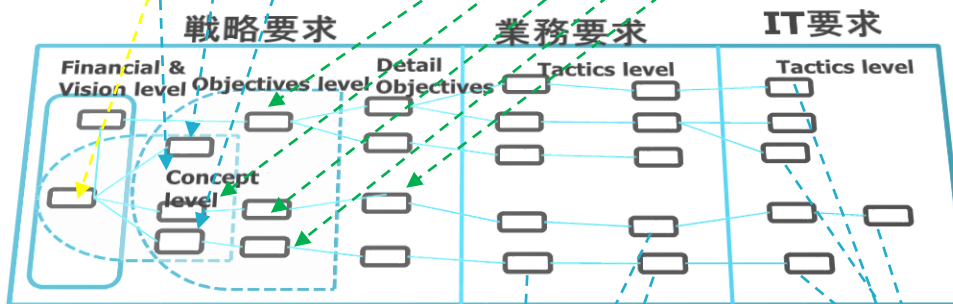 戦略要求
業務要求
IT要求
Financial &
Vision level
Objectives level
Detail
Objectives
Tactics level
Tactics level
Concept
level